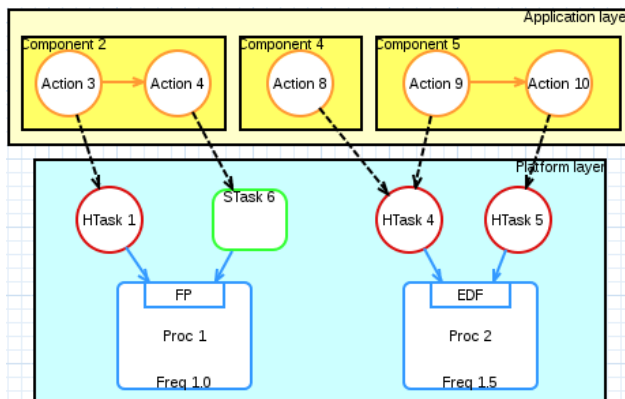 Application laye
Component 2
Component 4
Component 5
Action 3
Action 4
Action 8
Action 9
Action 10
Platform layer
HTask 1
STask 6
HTask 4
HTask 5
FP
EDF
Proc 1
Proc 2
Freq 1.0
Freq 1.5